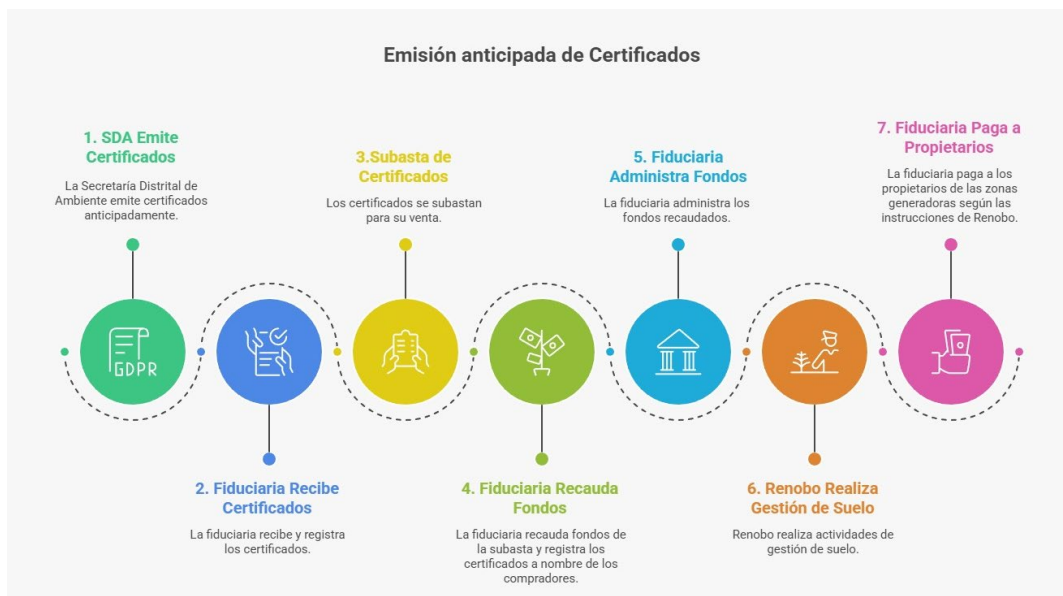 Emisión anticipada de Certificados
1. SDA Emite
Certificados
La Secretaría Distrital de
Ambiente emite certificados
anticipadamente.
GDPR
2. Fiduciaria Recibe
Certificados
La fiduciaria recibe y registra
los certificados.
3.Subasta de
Certificados
Los certificados se subastan
para su venta.
4. Fiduciaria Recauda
Fondos
La fiduciaria recauda fondos de
la subasta y registra los
certificados a nombre de los
compradores.
5. Fiduciaria
Administra Fondos
La fiduciaria administra los
fondos recaudados.
6. Renobo Realiza
Gestión de Suelo
Renobo realiza actividades de
gestión de suelo.
7. Fiduciaria Paga a
Propietarios
La fiduciaria paga a los
propietarios de las zonas
generadoras según las
instrucciones de Renobo.